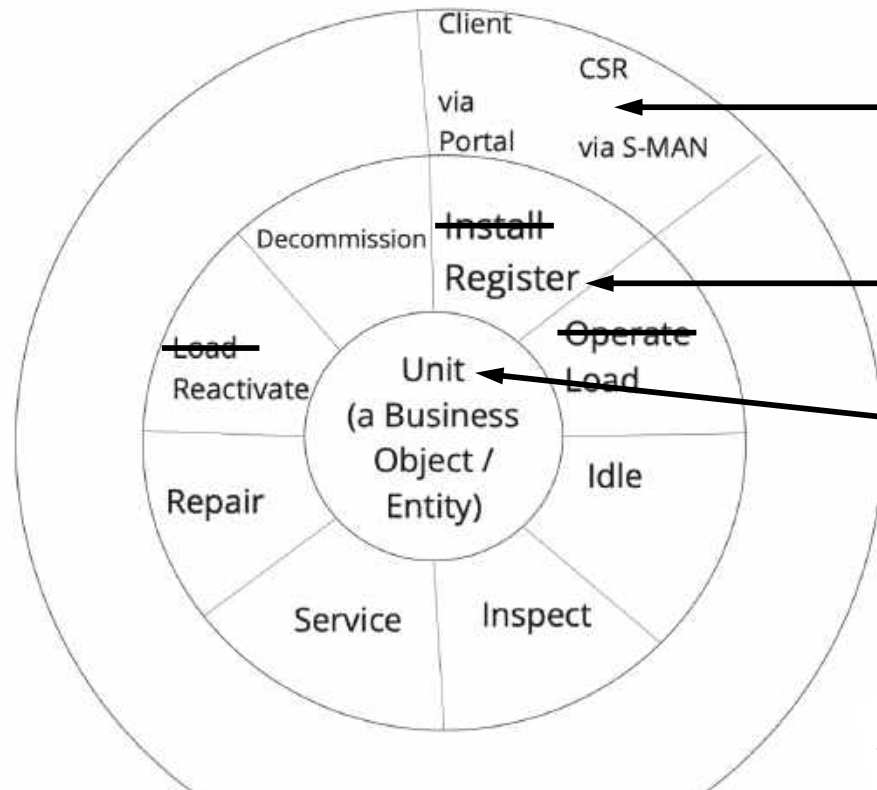 Client
CSR
via
Portal
via S-MAN
Decommission
Install
Register
Operate
Load
Load
Reactivate
Unit
(a Business
Object /
Entity)
Idle
Repair
Inspect
Service